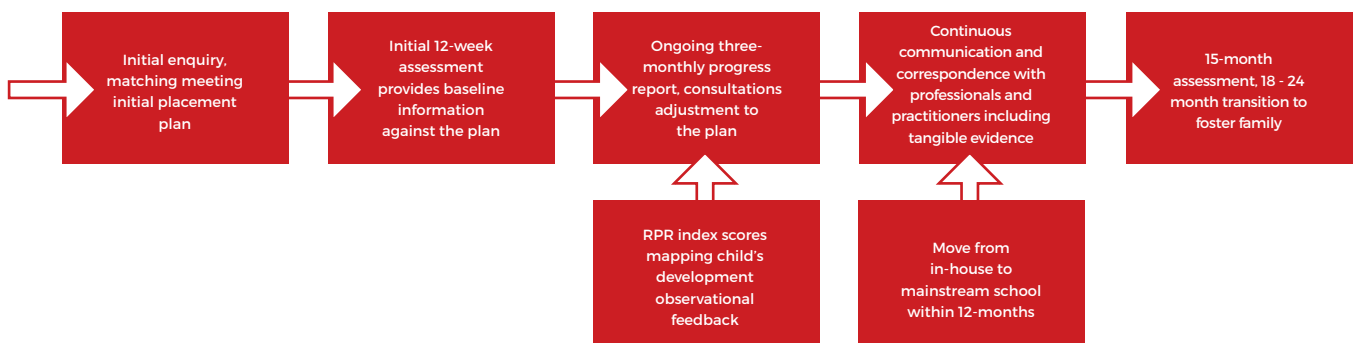 Initial enquiry,
matching meeting
initial placement
plan
Initial 12-week
assessment
provides baseline
information
against the plan
Ongoing three-
monthly progress
report, consultations
adjustment to
the plan
Continuous
communication and
correspondence with
professionals and
practitioners including
tangible evidence
15-month
assessment, 18 - 24
month transition to
foster family
RPR index scores
mapping child's
development
observational
feedback
Move from
in-house to
mainstream school
within 12-months